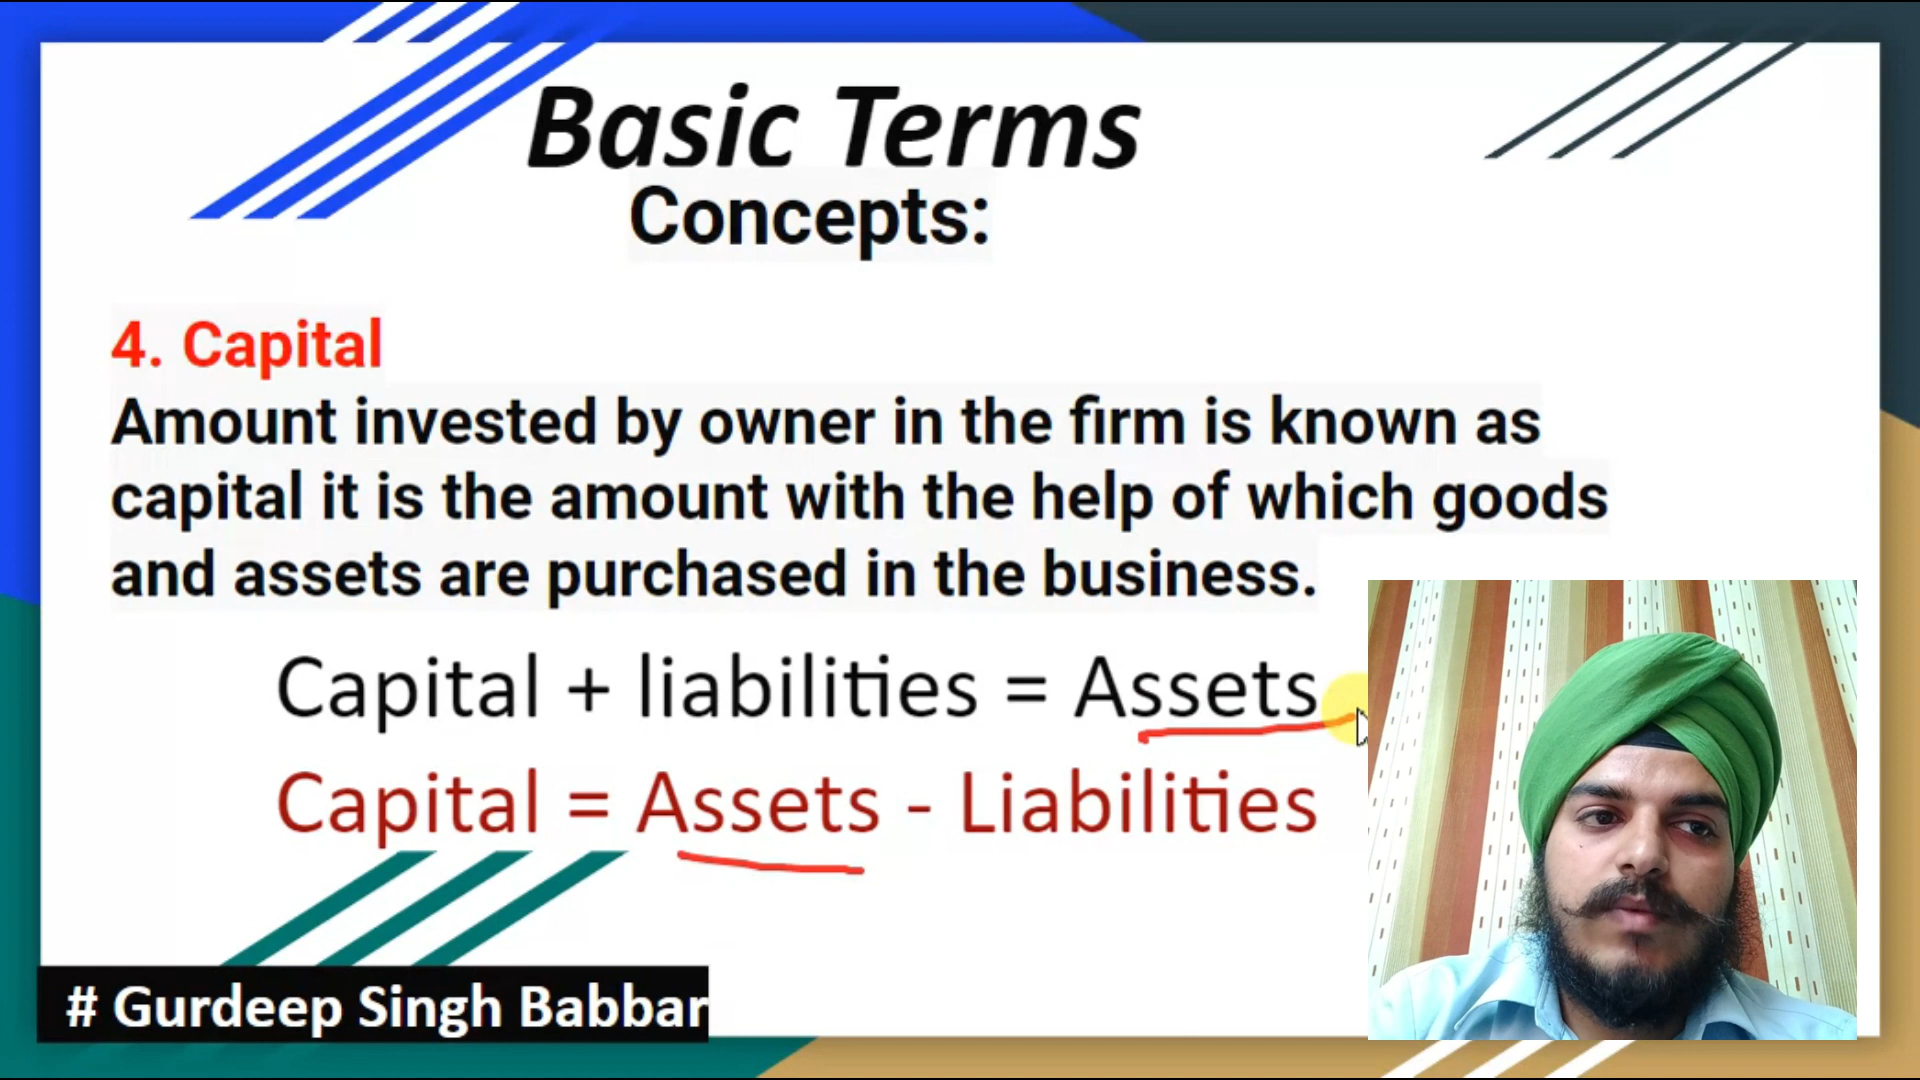 Basic Terms
Concepts:
4. Capital
Amount invested by owner in the firm is known as
capital it is the amount with the help of which goods
and assets are purchased in the business.
Capital + liabilities = Assets
Capital = Assets - Liabilities
# Gurdeep Singh Babbar